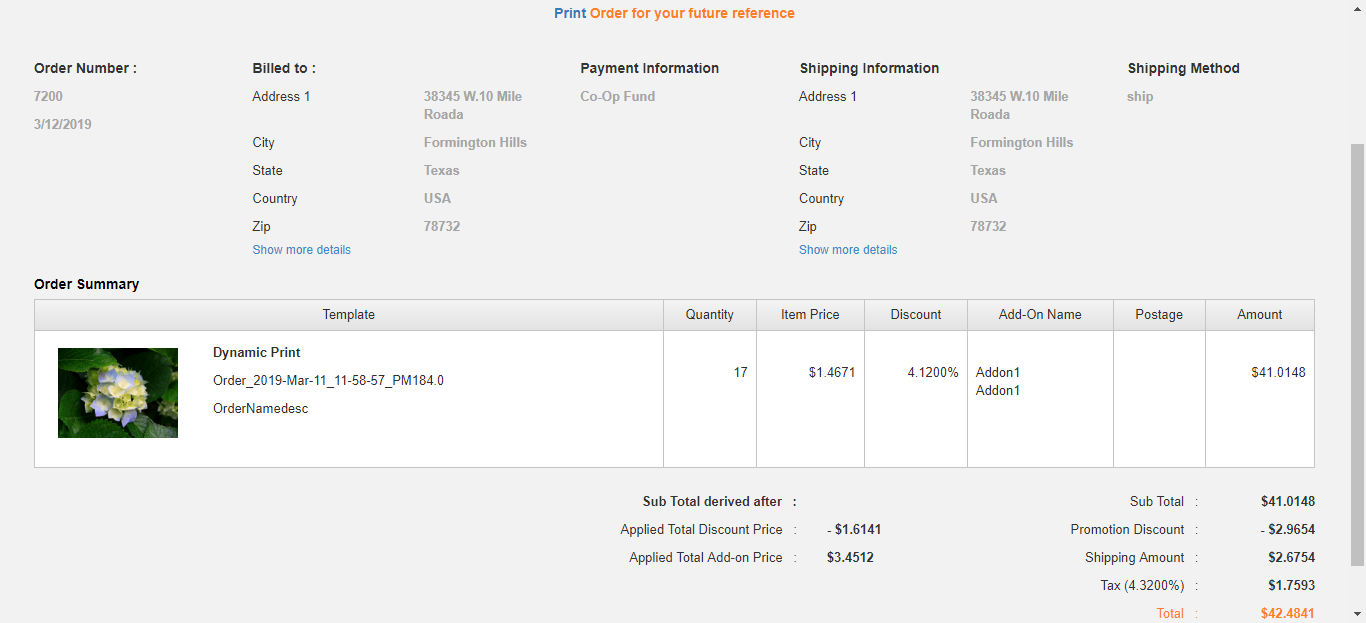 Print Order for your future reference
Order Number :
7200
3/12/2019
Billed to :
Address 1 38345 W.10 Mile
Roada
City Formington Hills
State Texas
Country USA
Zip 78732
Show more details
Payment Information
Co-Op Fund
Shipping Information
Address 1 38345 W.10 Mile
Roada
City Formington Hills
State Texas
Country USA
Zip 78732
Show more details
Shipping Method
ship
Order Summary
Template Quantity Item Price Discount Add-On Name Postage Amount
Dynamic Print
Order_2019-Mar-11_11-58-57_PM184.0
OrderNamedesc
17 $1.4671 4.1200% Addon1 $41.0148
Addon1
Sub Total derived after :
Applied Total Discount Price : - $1.6141
Applied Total Add-on Price : $3.4512
Sub Total : $41.0148
Promotion Discount : - $2.9654
Shipping Amount : $2.6754
Tax (4.3200%) : $1.7593
Total : $42.4841